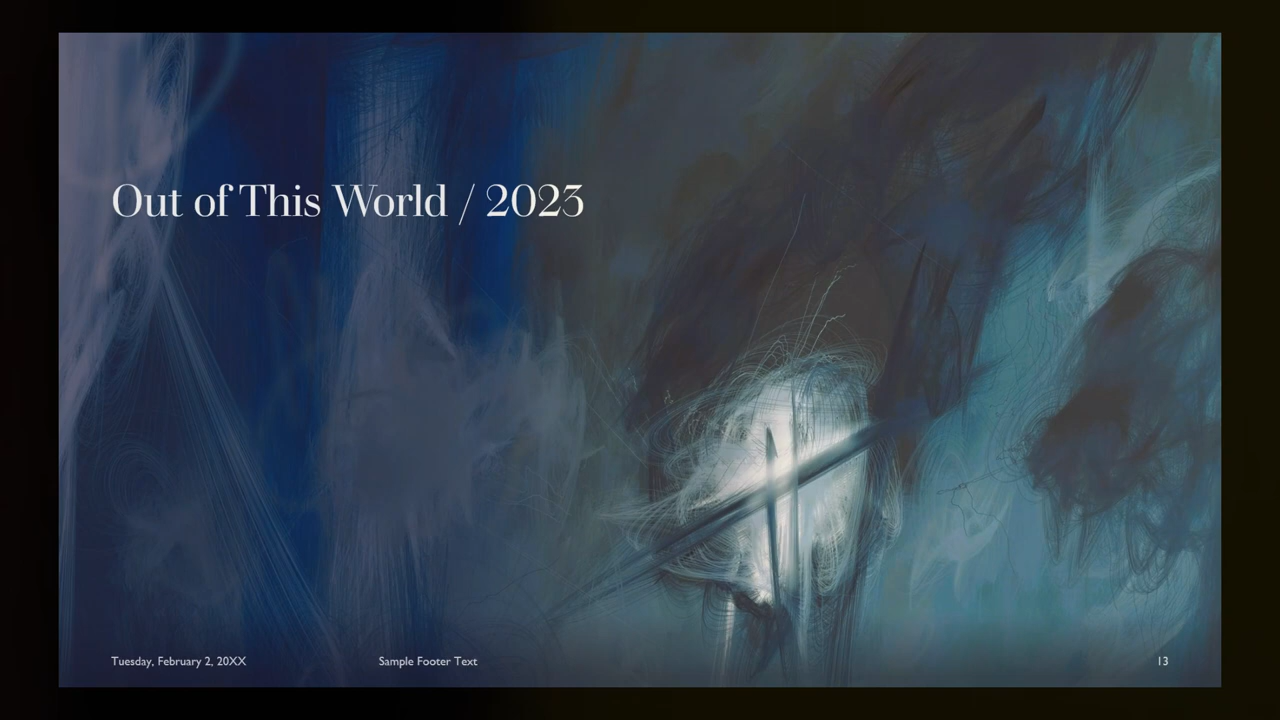 Out of This World / 2023
Tuesday, February 2, 20XX
Sample Footer Text
13